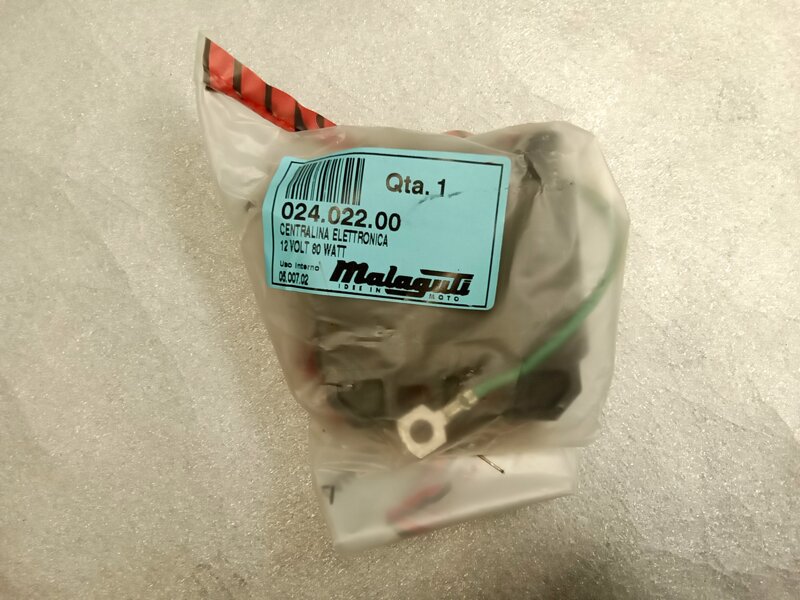 Qta. 1
024.022.00
CENTRALINA ELETTRONICA
12 VOLT 80 WATT
Uso interno
05.007.02
Malaguti
IDEE IN MOTO